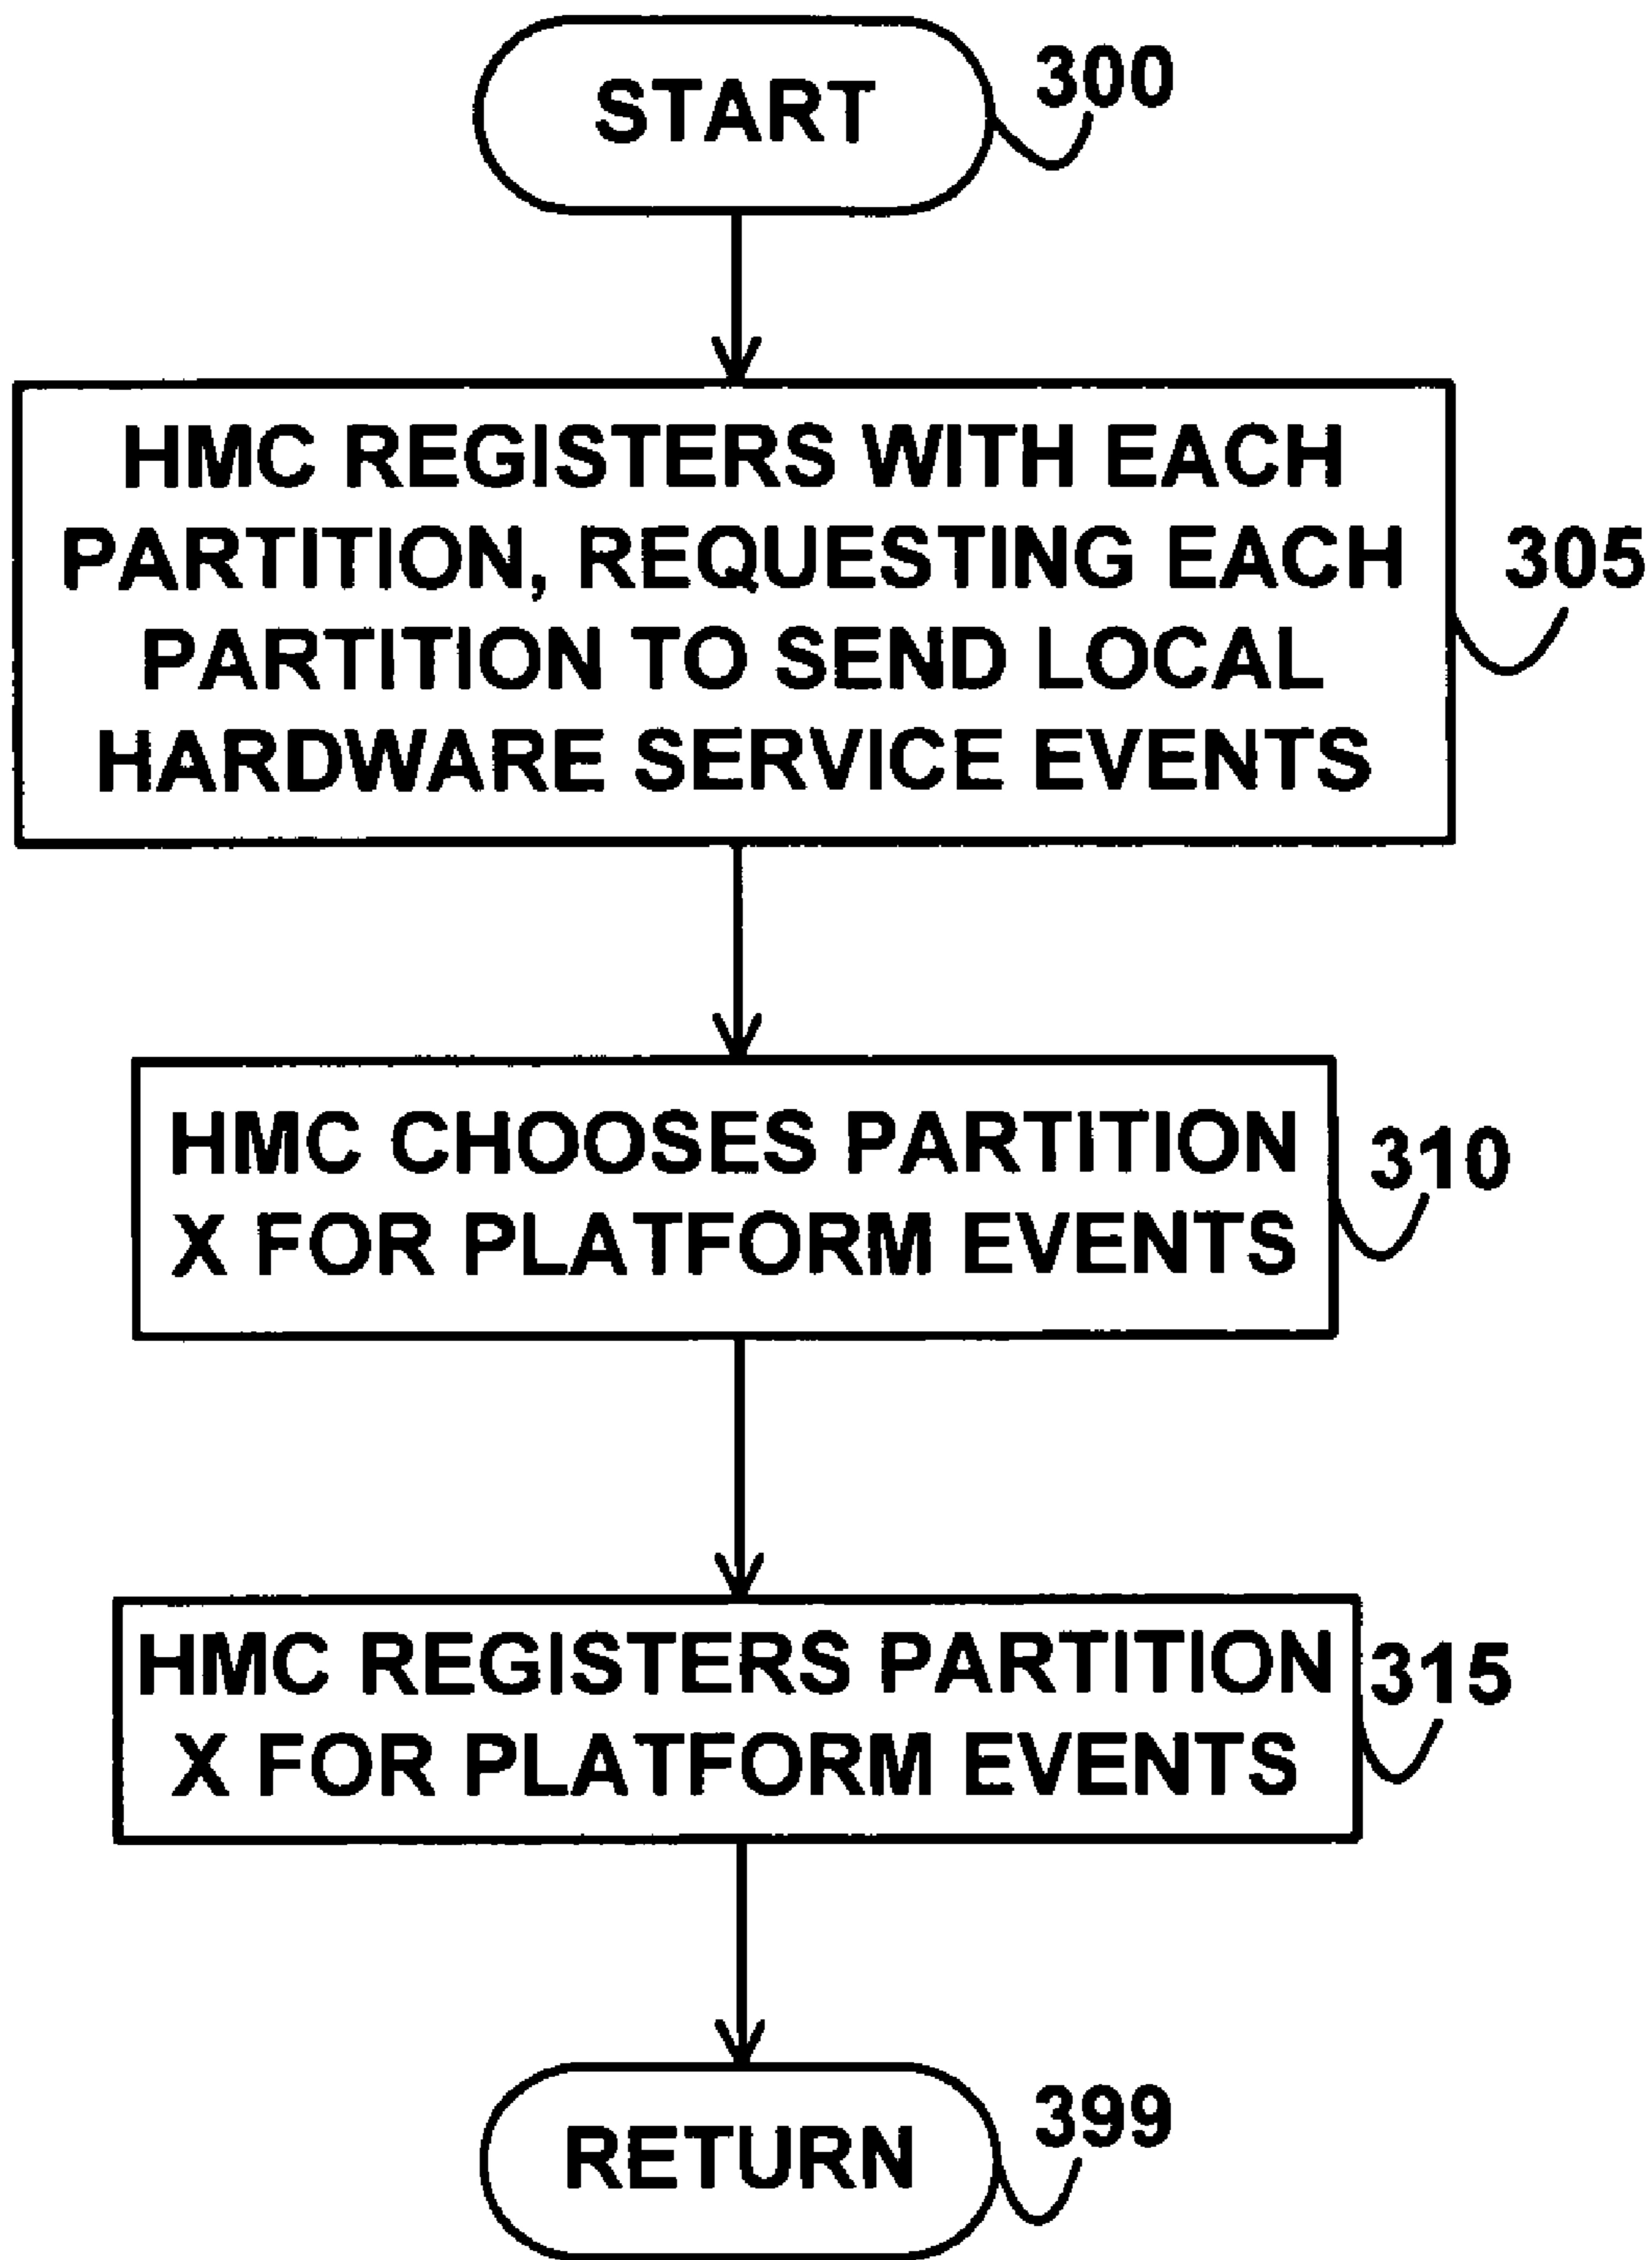 START
300
HMC REGISTERS WITH EACH
PARTITION, REQUESTING EACH
PARTITION TO SEND LOCAL
HARDWARE SERVICE EVENTS
305
HMC CHOOSES PARTITION
X FOR PLATFORM EVENTS
310
HMC REGISTERS PARTITION
X FOR PLATFORM EVENTS
315
RETURN
399